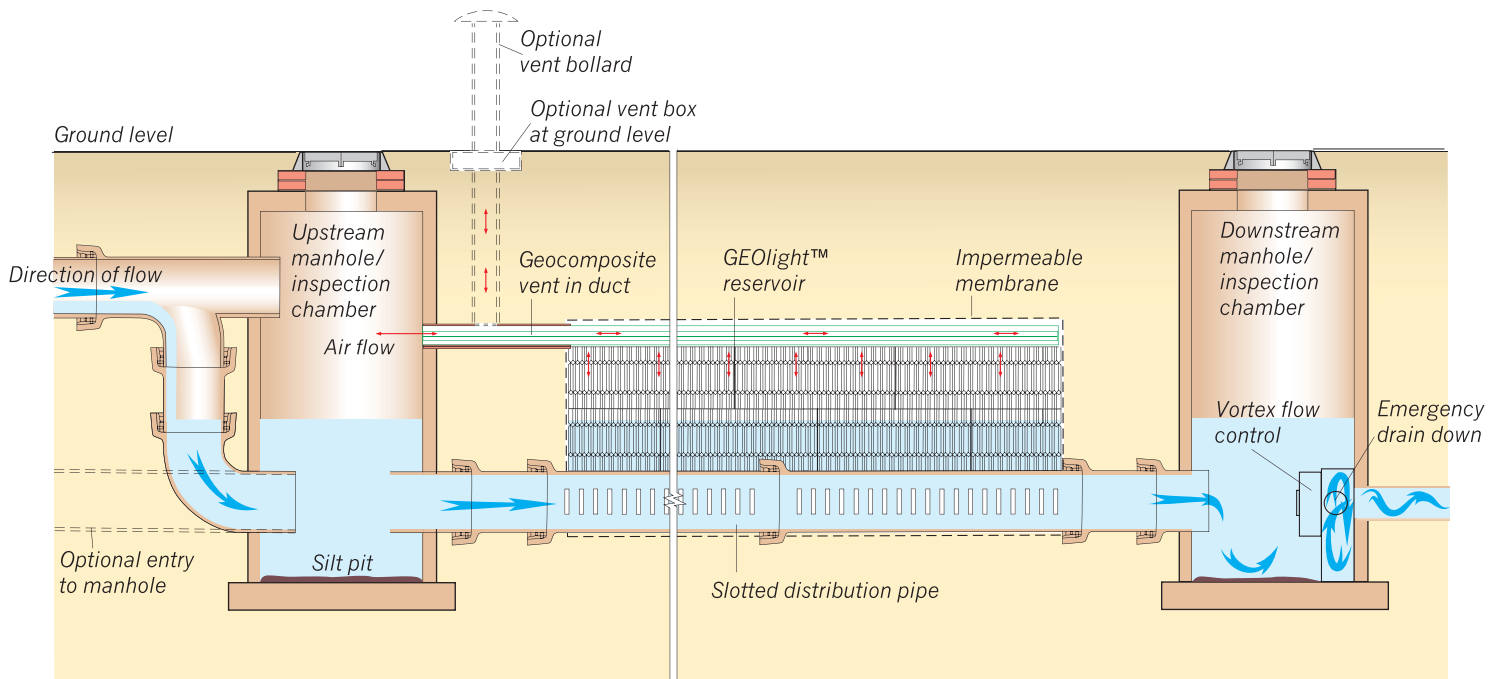 Optional
vent bollard
Optional vent box
at ground level
Ground level
Upstream
manhole/
inspection
chamber
Direction of flow
Air flow
Geocomposite
vent in duct
GEOlight™
reservoir
Impermeable
membrane
Downstream
manhole/
inspection
chamber
Vortex flow
control
Emergency
drain down
Optional entry
to manhole
Silt pit
Slotted distribution pipe